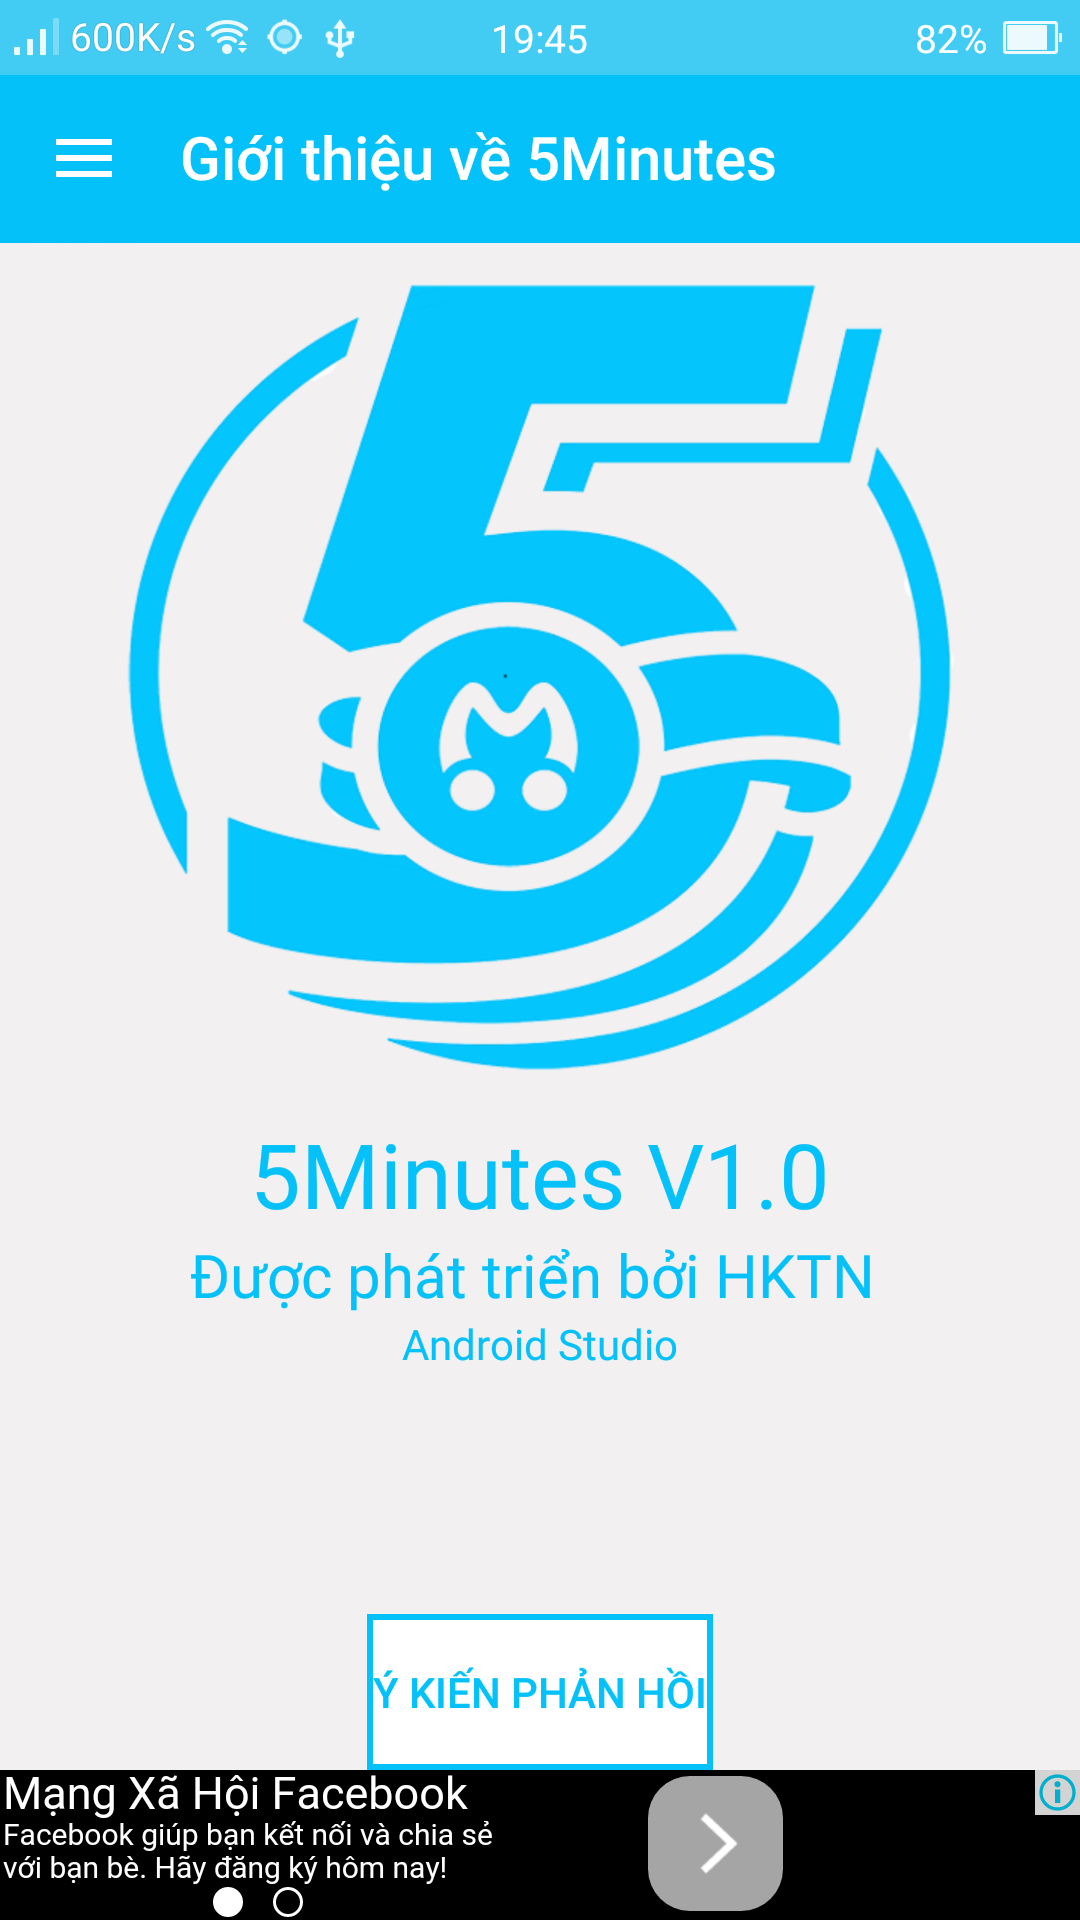 600K/s 19:45 82%
Giới thiệu về 5Minutes
5Minutes V1.0
Được phát triển bởi HKTN
Android Studio
Ý KIẾN PHẢN HỒI
Mạng Xã Hội Facebook
Facebook giúp bạn kết nối và chia sẻ
với bạn bè. Hãy đăng ký hôm nay!